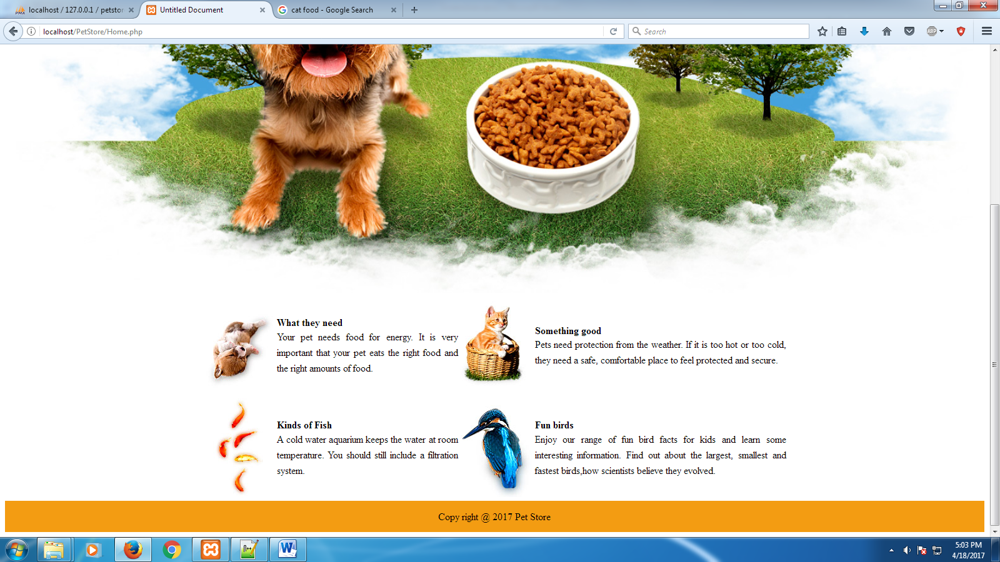 localhost / 127.0.0.1 / petstor
Untitled Document
cat food - Google Search
localhost/PetStore/Home.php
Search
ABP
What they need
Your pet needs food for energy. It is very
important that your pet eats the right food and
the right amounts of food.
Something good
Pets need protection from the weather. If it is too hot or too cold,
they need a safe, comfortable place to feel protected and secure.
Kinds of Fish
A cold water aquarium keeps the water at room
temperature. You should still include a filtration
system.
Fun birds
Enjoy our range of fun bird facts for kids and learn some
interesting information. Find out about the largest, smallest and
fastest birds,how scientists believe they evolved.
Copy right @ 2017 Pet Store
5:03 PM
4/18/2017